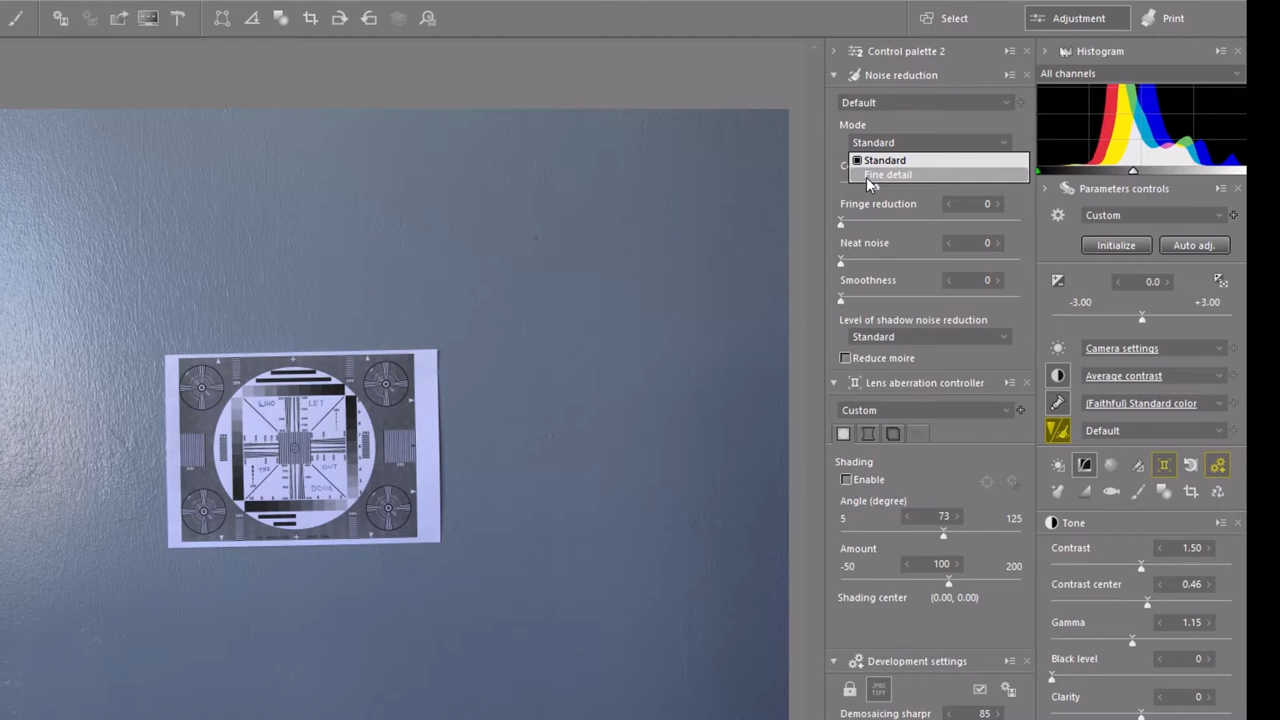 Select
Adjustment
Print
Control palette 2
Histogram
Noise reduction
All channels
Default
Mode
Standard
Standard
Fine detail
Parameters controls
Fringe reduction 0
Custom
Neat noise 0
Initialize
Auto adj.
Smoothness 0
0.0
-3.00 +3.00
Level of shadow noise reduction
Standard
Camera settings
Reduce moire
Average contrast
Lens aberration controller
(Faithful) Standard color
Custom
Default
Shading
Enable
Angle (degree)
5 73 125
Tone
Amount
Contrast 1.50
-50 100 200
Contrast center 0.46
Shading center (0.00, 0.00)
Gamma 1.15
Black level 0
Development settings
JPEG
TIFF
Clarity 0
Demosaicing sharpr 85
LET
OUT
DOWN